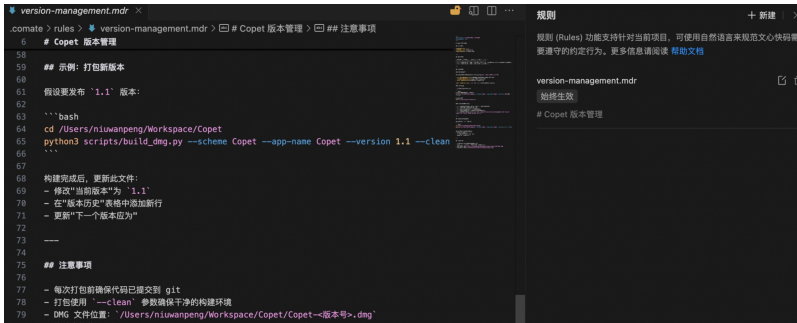 version-management.mdr
.comate > rules > version-management.mdr > # Copet 版本管理 > ## 注意事项
6 # Copet 版本管理
58
59 ## 示例：打包新版本
60
61 假设要发布 `1.1` 版本：
62
63 ```bash
64 cd /Users/niuwanpeng/Workspace/Copet
65 python3 scripts/build_dmg.py --scheme Copet --app-name Copet --version 1.1 --clean
66 ```
67
68 构建完成后，更新此文件：
69 - 修改"当前版本"为 `1.1`
70 - 在"版本历史"表格中添加新行
71 - 更新"下一个版本应为"
72
73 ---
74
75 ## 注意事项
76
77 - 每次打包前确保代码已提交到 git
78 - 打包使用 `--clean` 参数确保干净的构建环境
79 - DMG 文件位置：`/Users/niuwanpeng/Workspace/Copet/Copet-<版本号>.dmg`
规则
新建
规则 (Rules) 功能支持针对当前项目，可使用自然语言来规范文心快码需
要遵守的约定行为。更多信息请阅读 帮助文档
version-management.mdr
始终生效
# Copet 版本管理